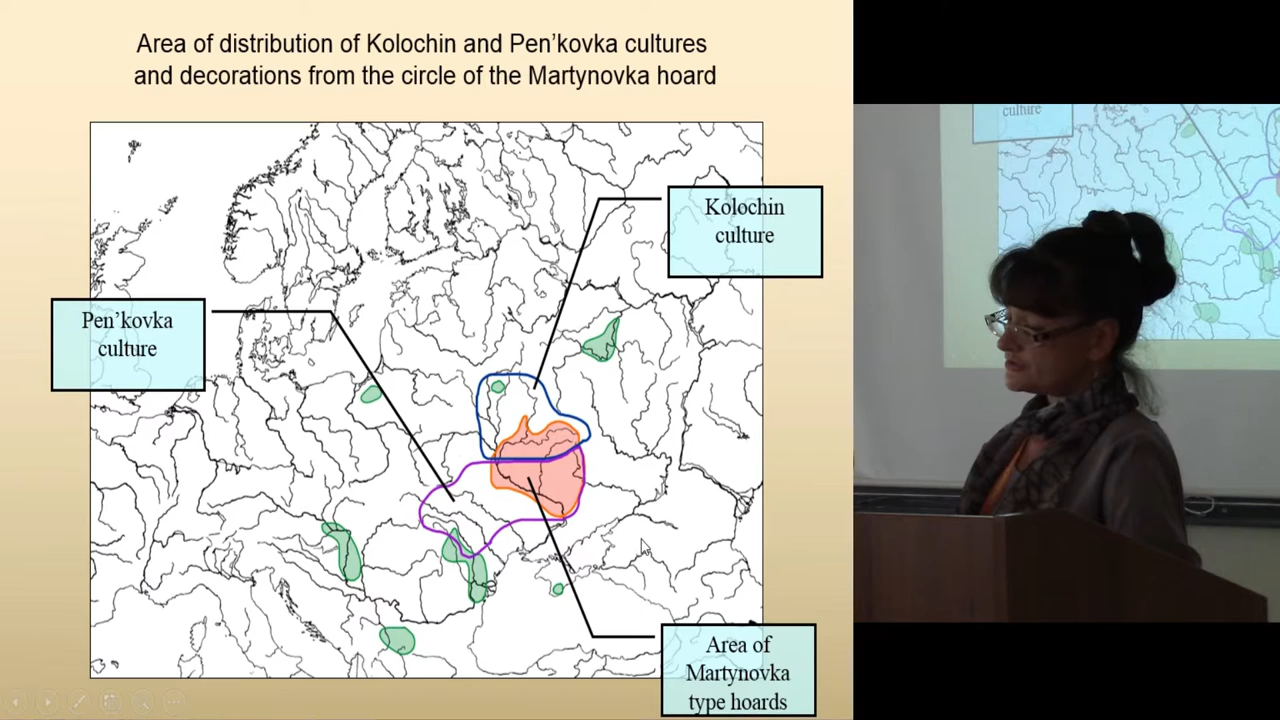 Area of distribution of Kolochin and Pen’kovka cultures
and decorations from the circle of the Martynovka hoard
Kolochin
culture
Pen’kovka
culture
Area of
Martynovka
type hoards
culture